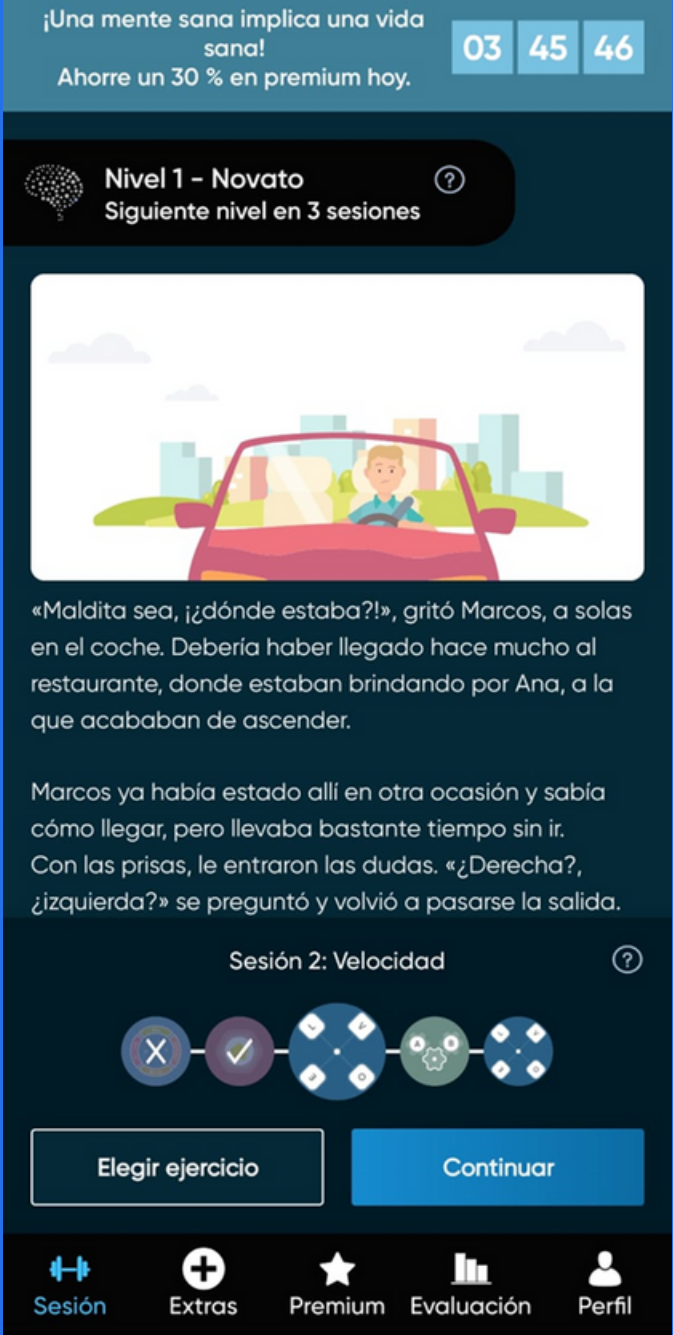 ¡Una mente sana implica una vida
sana!
Ahorre un 30 % en premium hoy.
03 45 46
Nivel 1 - Novato
?
Siguiente nivel en 3 sesiones
«Maldita sea, ¡¿dónde estaba?!», gritó Marcos, a solas
en el coche. Debería haber llegado hace mucho al
restaurante, donde estaban brindando por Ana, a la
que acababan de ascender.
Marcos ya había estado allí en otra ocasión y sabía
cómo llegar, pero llevaba bastante tiempo sin ir.
Con las prisas, le entraron las dudas. «¿Derecha?,
¿izquierda?» se preguntó y volvió a pasarse la salida.
Sesión 2: Velocidad
?
A B
Elegir ejercicio
Continuar
Sesión
Extras
Premium
Evaluación
Perfil